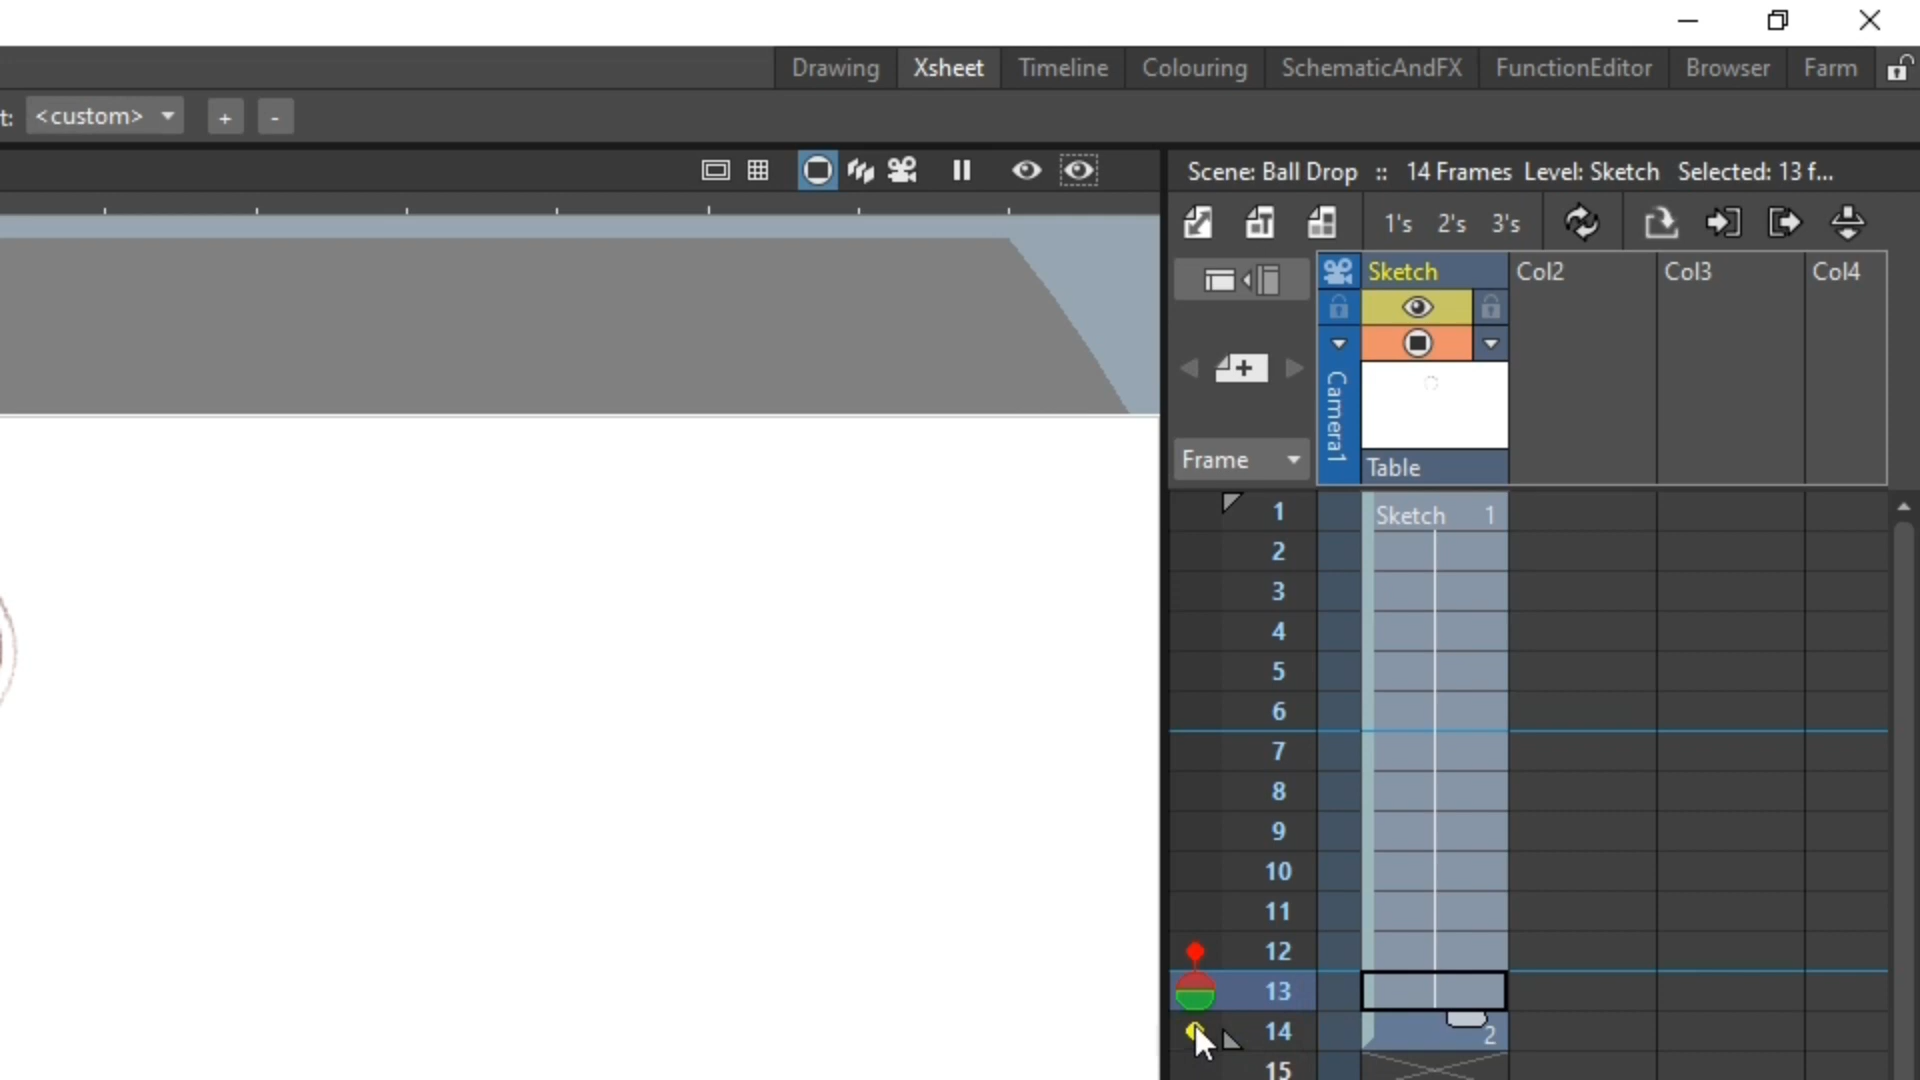 Drawing Xsheet Timeline Colouring SchematicAndFX FunctionEditor Browser Farm
t: <custom> + -
Scene: Ball Drop :: 14 Frames Level: Sketch Selected: 13 f...
1's 2's 3's
Sketch Col2 Col3 Col4
Camera1
Frame
Table
1 Sketch 1
2
3
4
5
6
7
8
9
10
11
12
13
14 2
15